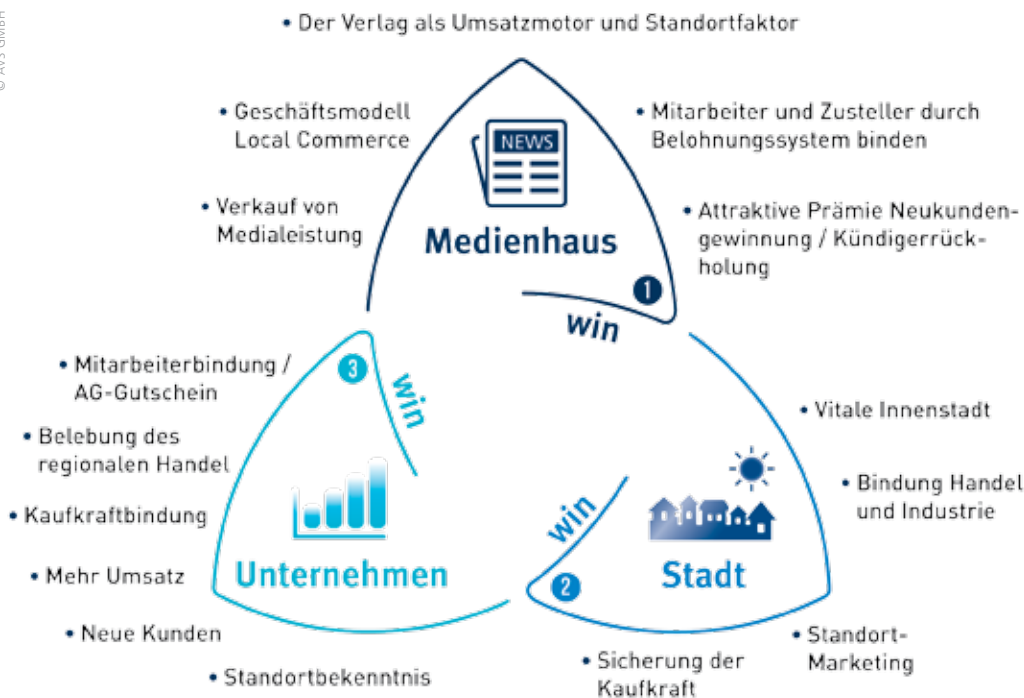 © AVS GMBH
• Der Verlag als Umsatzmotor und Standortfaktor
• Geschäftsmodell
Local Commerce
• Verkauf von
Medialeistung
NEWS
Medienhaus
• Mitarbeiter und Zusteller durch
Belohnungssystem binden
• Attraktive Prämie Neukunden-
gewinnung / Kündigerrück-
holung
1
win
• Mitarbeiterbindung /
AG-Gutschein
• Belebung des
regionalen Handel
• Kaufkraftbindung
• Mehr Umsatz
• Neue Kunden
• Standortbekenntnis
3
win
Unternehmen
• Vitale Innenstadt
• Bindung Handel
und Industrie
• Standort-
Marketing
• Sicherung der
Kaufkraft
win
2
Stadt